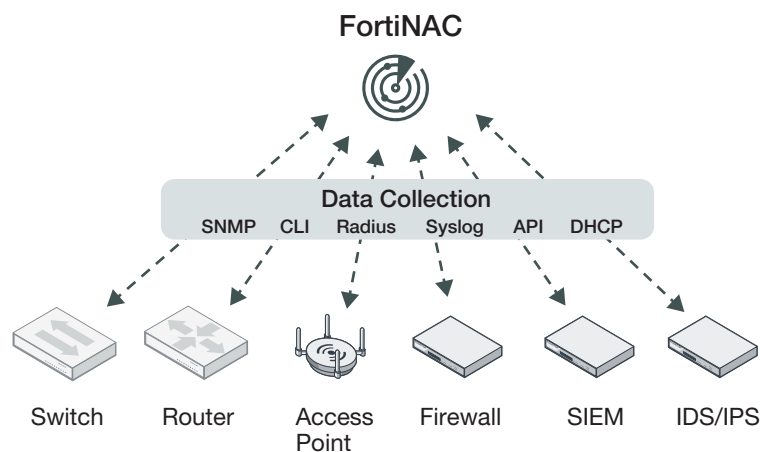 FortiNAC
Data Collection
SNMP CLI Radius Syslog API DHCP
Switch Router Access Point Firewall SIEM IDS/IPS